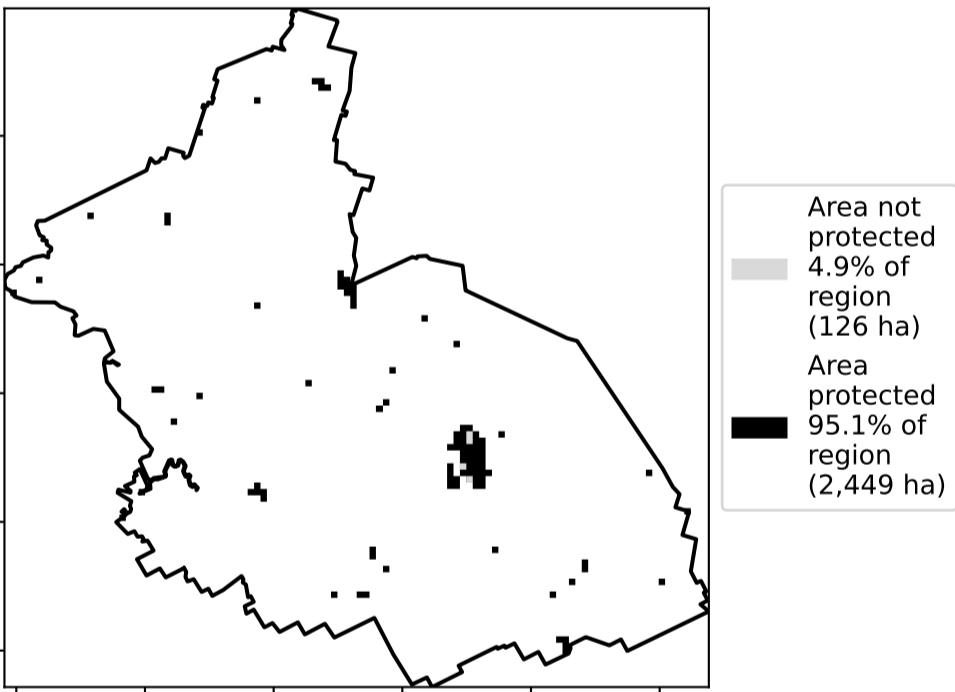 Area not
protected
4.9% of
region
(126 ha)
Area
protected
95.1% of
region
(2,449 ha)